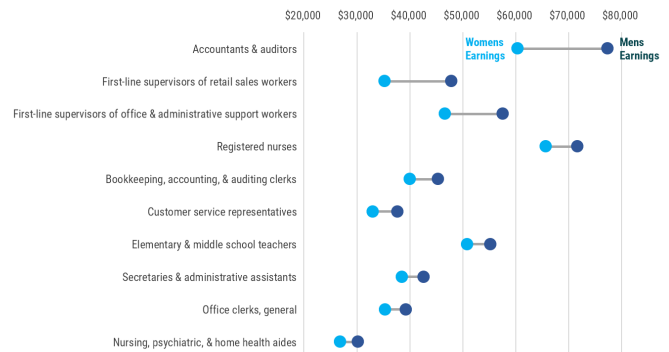 $20,000 $30,000 $40,000 $50,000 $60,000 $70,000 $80,000
Womens Mens
Accountants & auditors
Earnings Earnings
First-line supervisors of retail sales workers
First-line supervisors of office & administrative support workers
Registered nurses
Bookkeeping, accounting, & auditing clerks
Customer service representatives
Elementary & middle school teachers
Secretaries & administrative assistants
Office clerks, general
Nursing, psychiatric, & home health aides